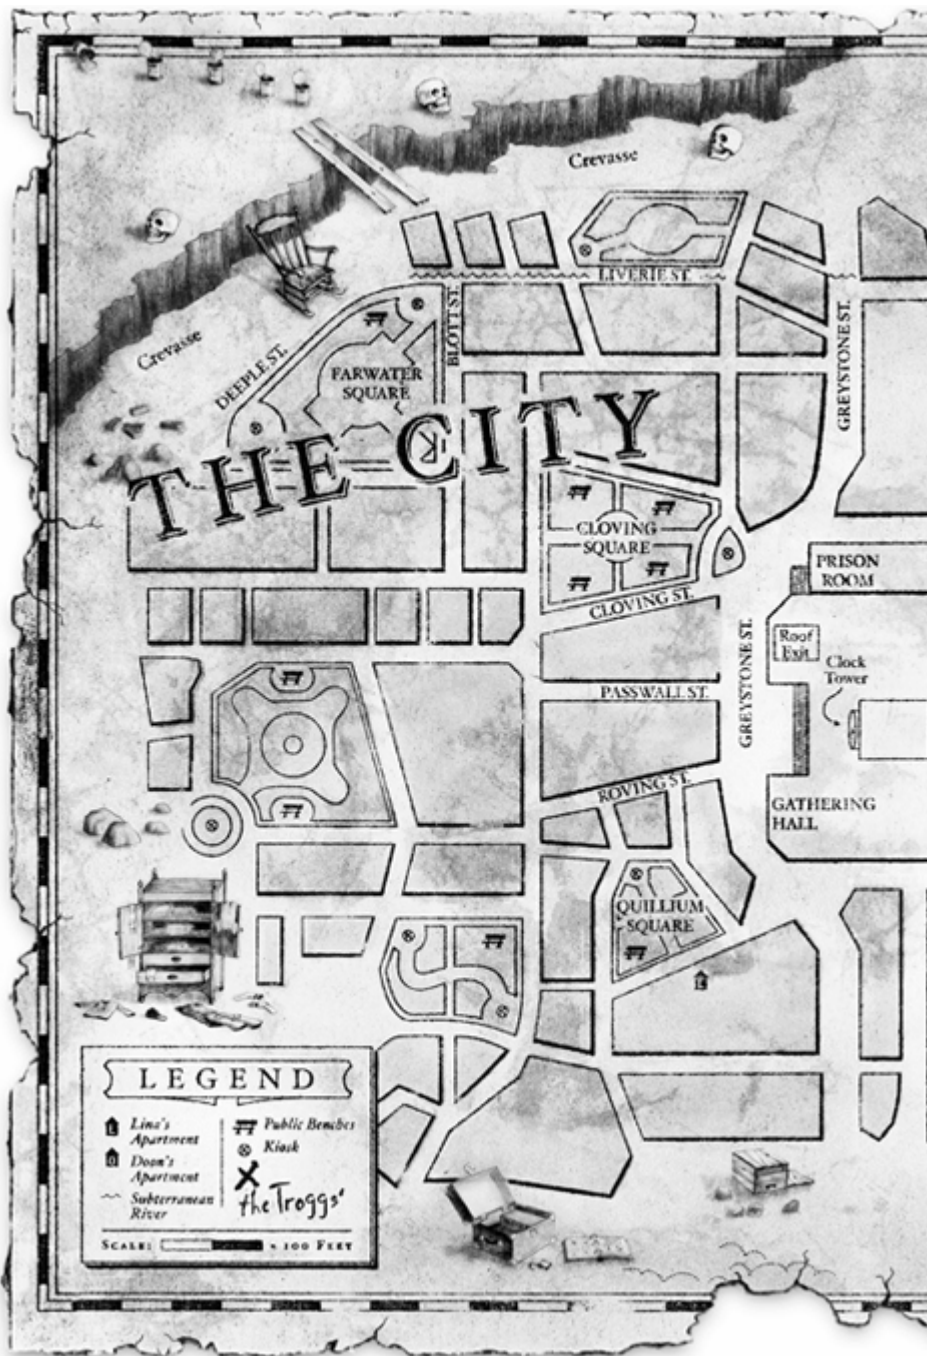 Crevasse
LIVERIE ST.
BLOTT ST.
GREYSTONE ST.
Crevasse
DEEPLE ST.
FARWATER
SQUARE
THE CITY
CLOVING
SQUARE
CLOVING ST.
PRISON
ROOM
Roof
Exit
Clock
Tower
GREYSTONE ST.
PASSWALL ST.
ROVING ST.
GATHERING
HALL
QUILLIUM
SQUARE
L
LEGEND
L Lina's
Apartment
D Doon's
Apartment
Subterranean
River
Public Benches
Kiosk
the Troggs'
SCALE: = 100 FEET